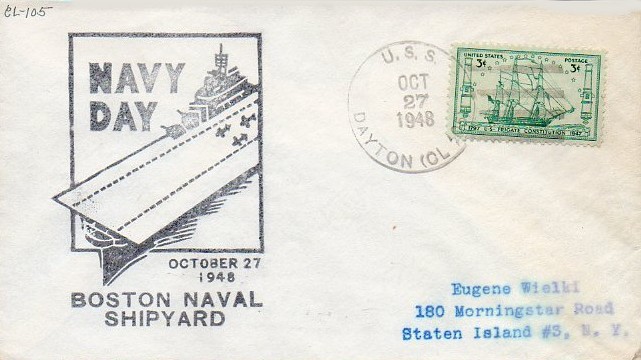 CL-105
NAVY
DAY
OCTOBER 27
1948
BOSTON NAVAL
SHIPYARD
U. S. S.
OCT
27
1948
DAYTON (CL
UNITED STATES POSTAGE
3¢ 3¢
1797 U.S. FRIGATE CONSTITUTION 1947
Eugene Wielki
180 Morningstar Road
Staten Island #3, N. Y.